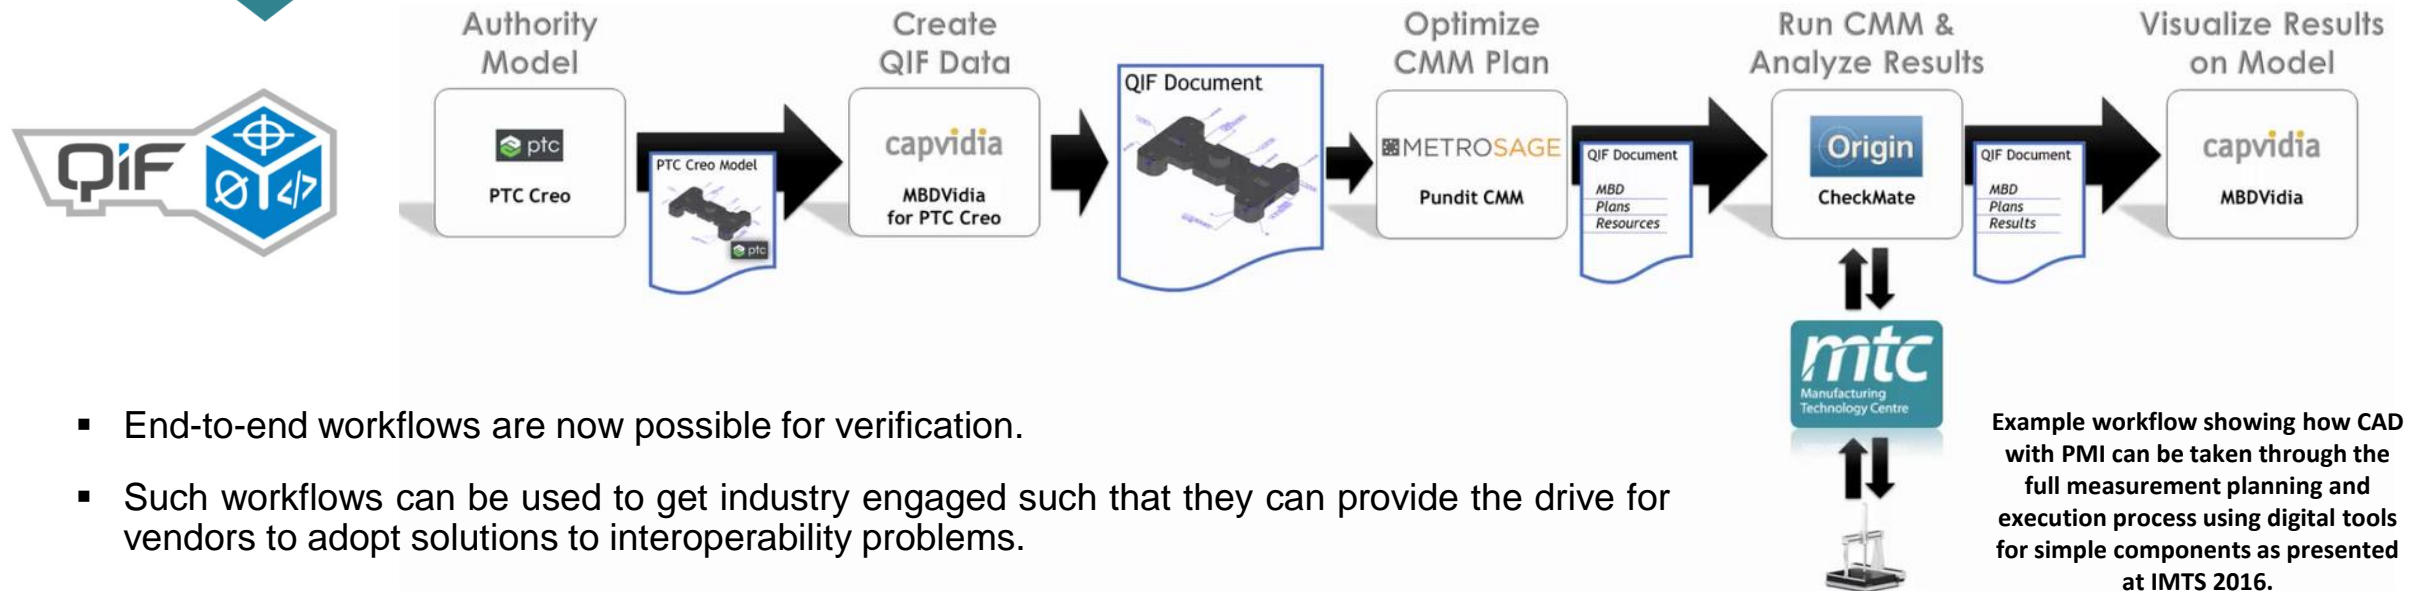 Authority
Model
Create
QIF Data
Optimize
CMM Plan
Run CMM &
Analyze Results
Visualize Results
on Model
QiF
ptc
PTC Creo
PTC Creo Model
ptc
capvidia
MBDVidia
for PTC Creo
QIF Document
METROSAGE
Pundit CMM
QIF Document
MBD
Plans
Resources
Origin
CheckMate
QIF Document
MBD
Plans
Results
capvidia
MBDVidia
mtc
Manufacturing
Technology Centre
▪ End-to-end workflows are now possible for verification.
▪ Such workflows can be used to get industry engaged such that they can provide the drive for
vendors to adopt solutions to interoperability problems.
Example workflow showing how CAD
with PMI can be taken through the
full measurement planning and
execution process using digital tools
for simple components as presented
at IMTS 2016.